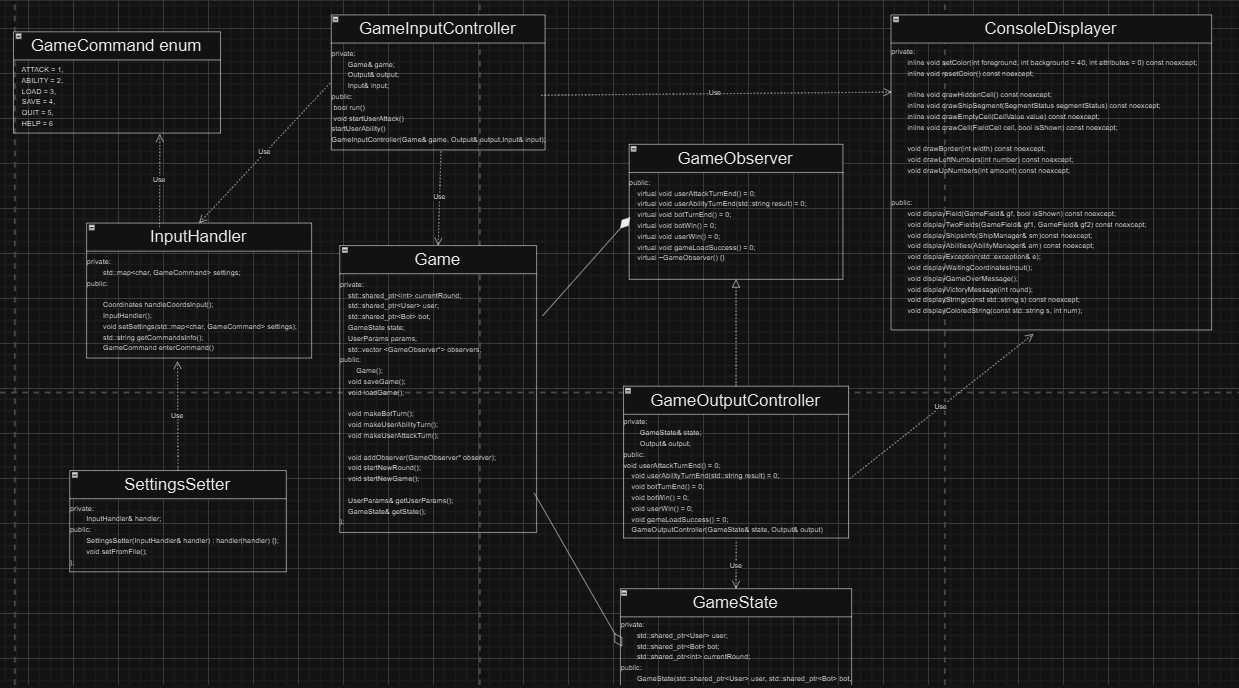 GameCommand enum
ATTACK = 1,
ABILITY = 2,
LOAD = 3,
SAVE = 4,
QUIT = 5,
HELP = 6
GameInputController
private:
Game& game;
Output& output,
Input& input;
public:
bool run()
void startUserAttack()
startUserAbility()
GameInputController(Game& game, Output& output,Input& input);
ConsoleDisplayer
private:
inline void setColor(int foreground, int background = 40, int attributes = 0) const noexcept;
inline void resetColor() const noexcept;
inline void drawHiddenCell() const noexcept;
inline void drawShipSegment(SegmentStatus segmentStatus) const noexcept;
inline void drawEmptyCell(CellValue value) const noexcept;
inline void drawCell(FieldCell cell, bool isShown) const noexcept;
void drawBorder(int width) const noexcept;
void drawLeftNumbers(int number) const noexcept;
void drawUpNumbers(int amount) const noexcept;
public:
void displayField(GameField& gf, bool isShown) const noexcept;
void displayTwoFields(GameField& gf1, GameField& gf2) const noexcept;
void displayShipsInfo(ShipManager& sm)const noexcept;
void displayAbilities(AbilityManager& am) const noexcept;
void displayException(std::exception& e);
void displayWaitingCoordinatesInput();
void displayGameOverMessage();
void displayVictoryMessage(int round);
void displayString(const std::string s) const noexcept;
void displayColoredString(const std::string s, int num);
Use
Use
Use
Use
GameObserver
public:
virtual void userAttackTurnEnd() = 0;
virtual void userAbilityTurnEnd(std::string result) = 0;
virtual void botTurnEnd() = 0;
virtual void botWin() = 0;
virtual void userWin() = 0;
virtual void gameLoadSuccess() = 0;
virtual ~GameObserver() {}
InputHandler
private:
std::map<char, GameCommand> settings;
public:
Coordinates handleCoordsInput();
InputHandler();
void setSettings(std::map<char, GameCommand> settings);
std::string getCommandsInfo();
GameCommand enterCommand()
Game
private:
std::shared_ptr<int> currentRound;
std::shared_ptr<User> user;
std::shared_ptr<Bot> bot;
GameState state;
UserParams params;
std::vector <GameObserver*> observers;
public:
Game();
void saveGame();
void loadGame();
void makeBotTurn();
void makeUserAbilityTurn();
void makeUserAttackTurn();
void addObserver(GameObserver* observer);
void startNewRound();
void startNewGame();
UserParams& getUserParams();
GameState& getState();
};
Use
Use
GameOutputController
private:
GameState& state;
Output& output;
public:
void userAttackTurnEnd() = 0;
void userAbilityTurnEnd(std::string result) = 0;
void botTurnEnd() = 0;
void botWin() = 0;
void userWin() = 0;
void gameLoadSuccess() = 0;
GameOutputController(GameState& state, Output& output)
SettingsSetter
private:
InputHandler& handler;
public:
SettingsSetter(InputHandler& handler) : handler(handler) {};
void setFromFile();
};
Use
GameState
private:
std::shared_ptr<User> user;
std::shared_ptr<Bot> bot;
std::shared_ptr<int> currentRound;
public:
GameState(std::shared_ptr<User> user, std::shared_ptr<Bot> bot,